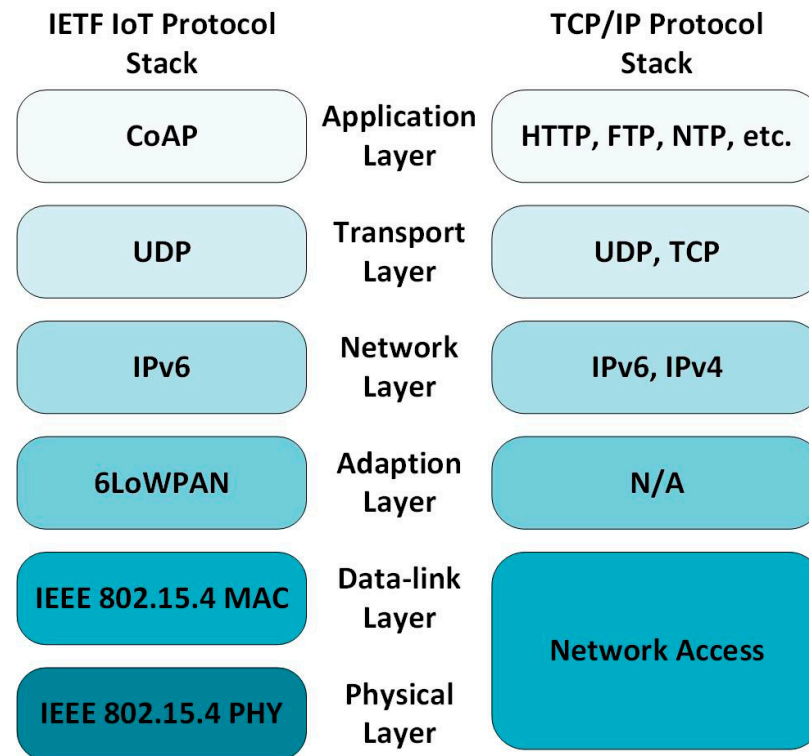 IETF IoT Protocol
Stack
TCP/IP Protocol
Stack
CoAP
Application
Layer
HTTP, FTP, NTP, etc.
UDP
Transport
Layer
UDP, TCP
IPv6
Network
Layer
IPv6, IPv4
6LoWPAN
Adaption
Layer
N/A
IEEE 802.15.4 MAC
Data-link
Layer
Network Access
IEEE 802.15.4 PHY
Physical
Layer